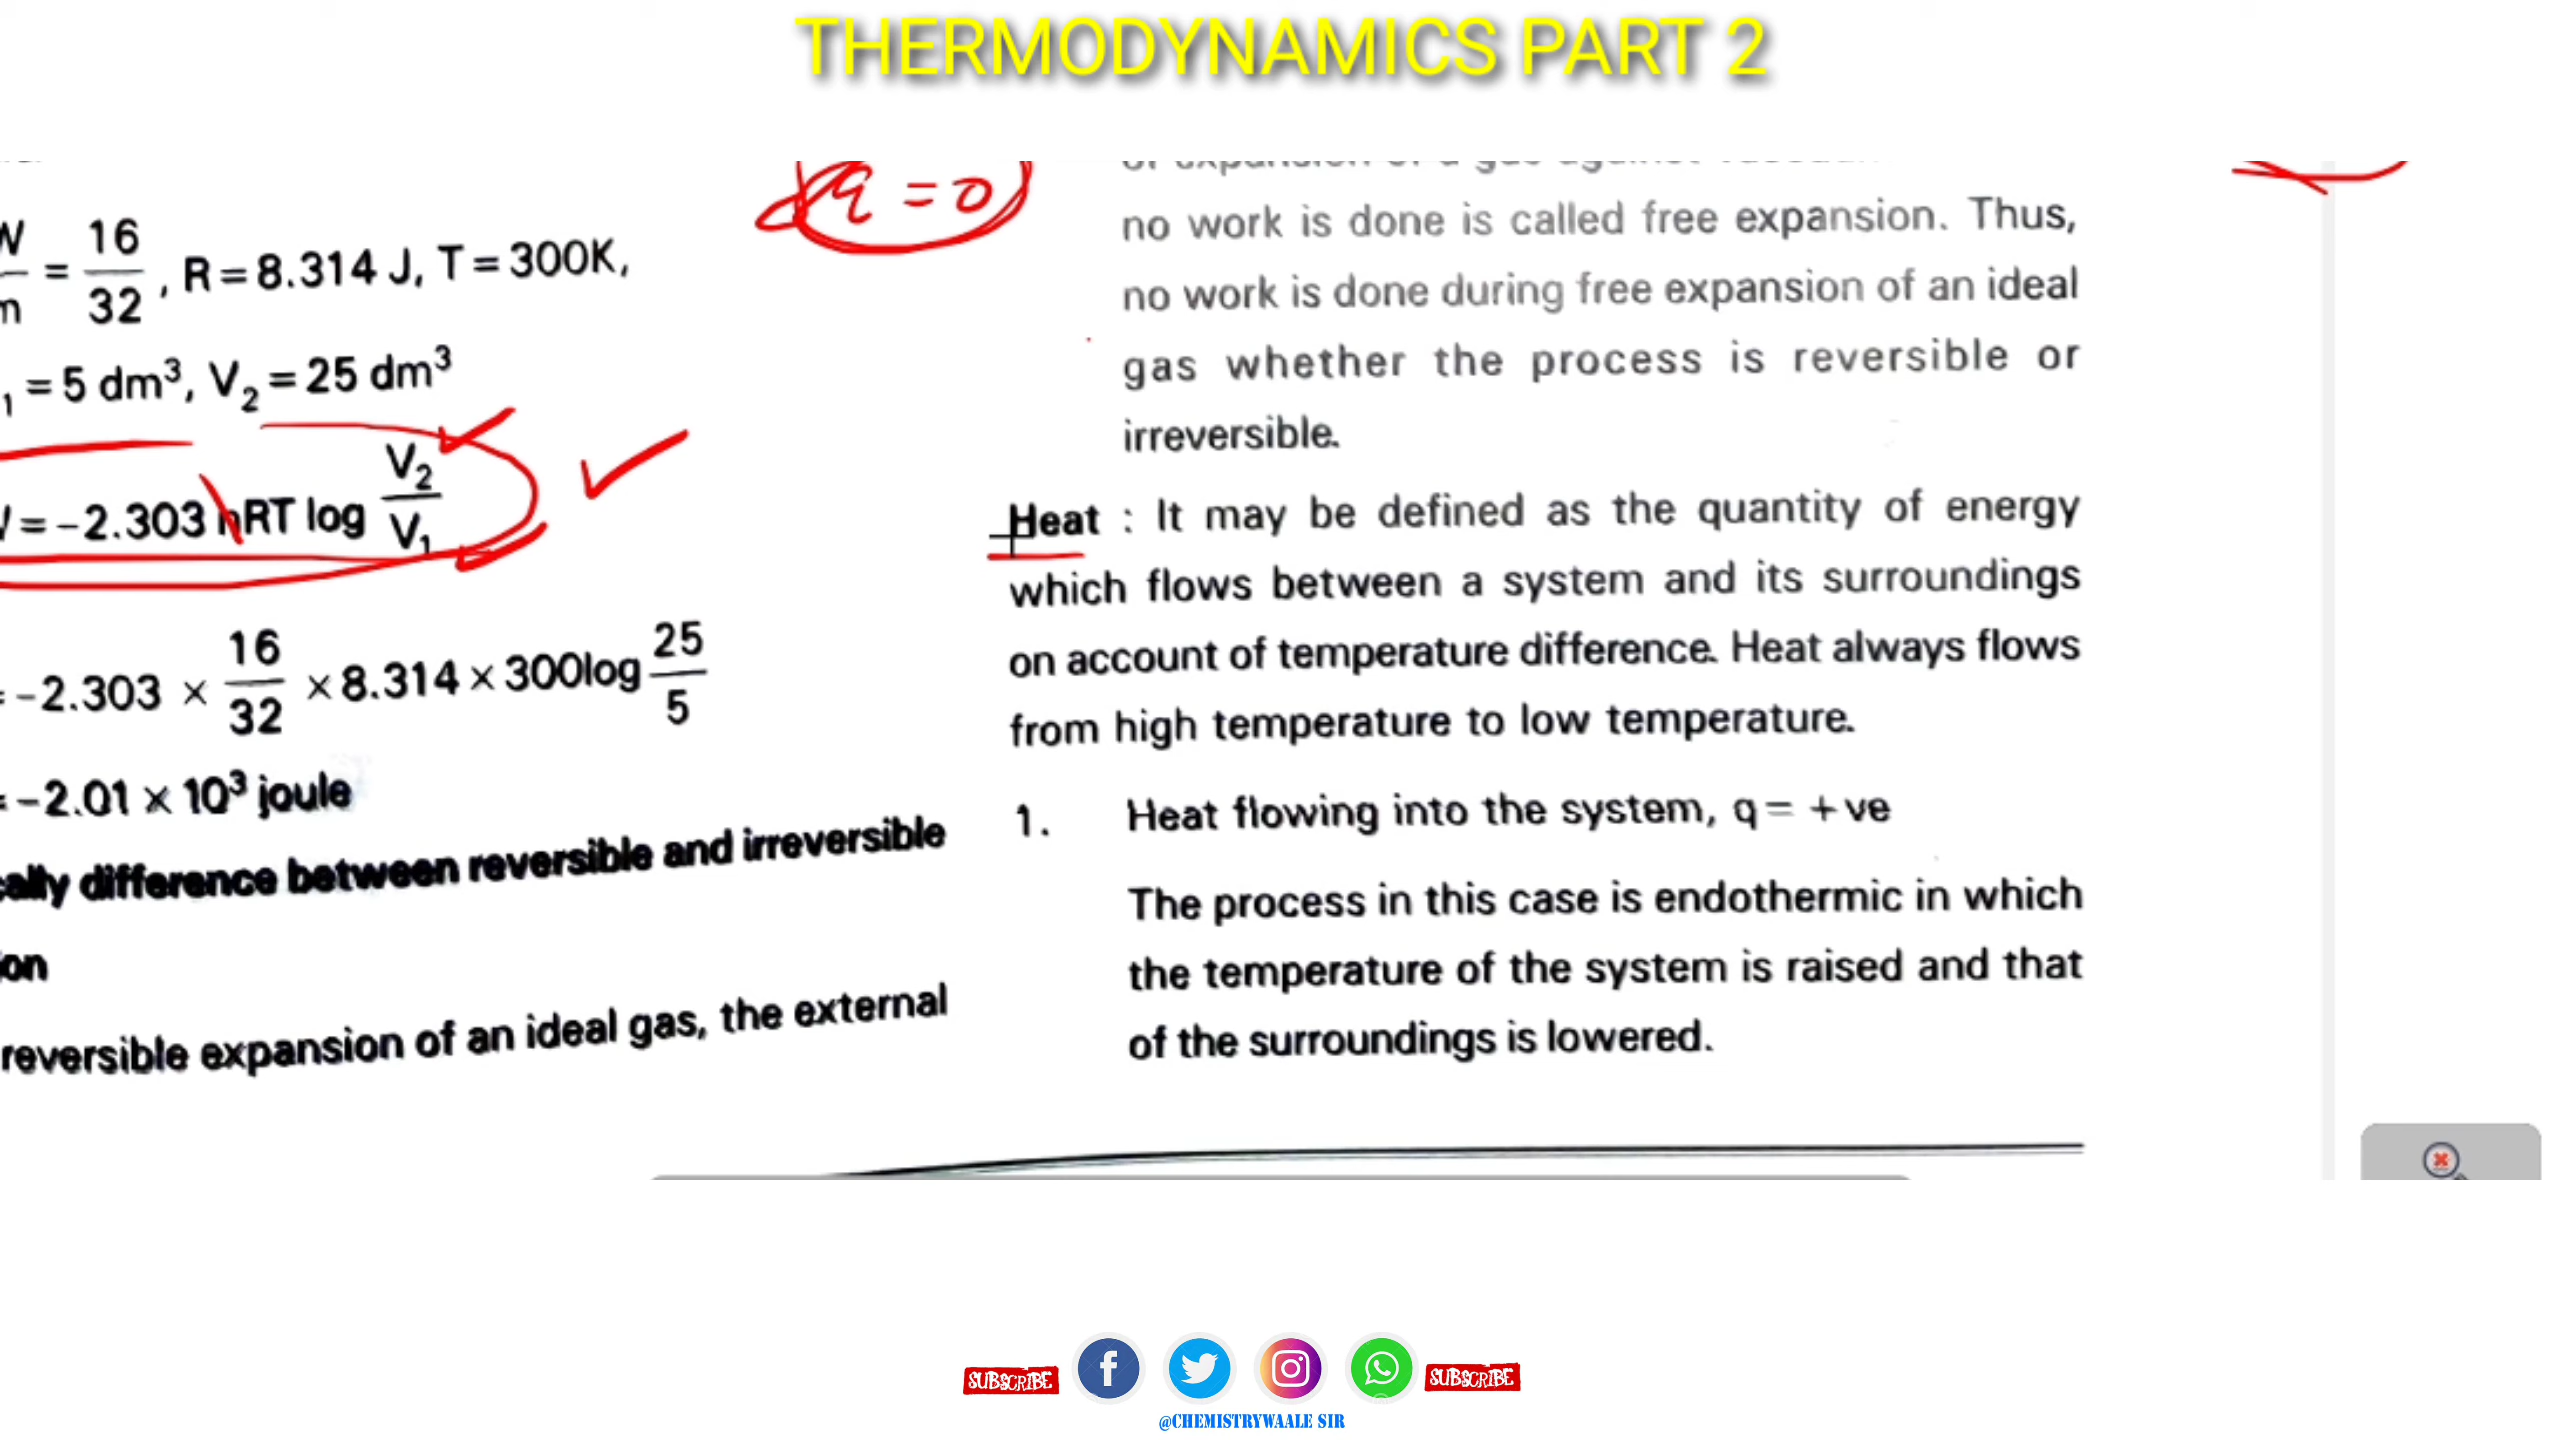 THERMODYNAMICS PART 2
q = 0
= 16/32, R = 8.314 J, T = 300K,
1 = 5 dm³, V₂ = 25 dm³
= −2.303 nRT log V₂/V₁
= −2.303 × 16/32 × 8.314 × 300log 25/5
= −2.01 × 10³ joule
difference between reversible and irreversible
reversible expansion of an ideal gas, the external
no work is done is called free expansion. Thus,
no work is done during free expansion of an ideal
gas whether the process is reversible or
irreversible.
Heat : It may be defined as the quantity of energy
which flows between a system and its surroundings
on account of temperature difference. Heat always flows
from high temperature to low temperature.
1. Heat flowing into the system, q = +ve
The process in this case is endothermic in which
the temperature of the system is raised and that
of the surroundings is lowered.
SUBSCRIBE
SUBSCRIBE
@CHEMISTRYWAALE SIR